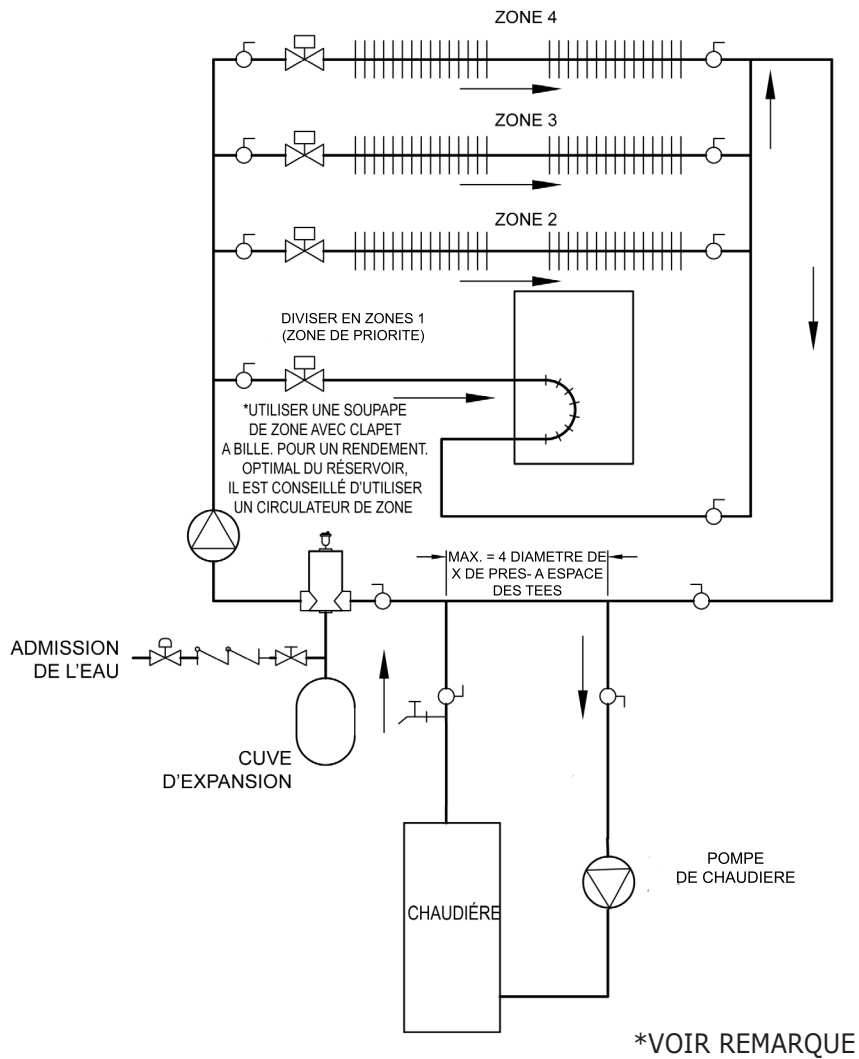 ZONE 4
ZONE 3
ZONE 2
DIVISER EN ZONES 1
(ZONE DE PRIORITE)
*UTILISER UNE SOUPAPE
DE ZONE AVEC CLAPET
A BILLE. POUR UN RENDEMENT.
OPTIMAL DU RÉSERVOIR,
IL EST CONSEILLÉ D'UTILISER
UN CIRCULATEUR DE ZONE
MAX. = 4 DIAMETRE DE
X DE PRES- A ESPACE
DES TEES
ADMISSION
DE L'EAU
CUVE
D'EXPANSION
POMPE
DE CHAUDIERE
CHAUDIÉRE
*VOIR REMARQUE